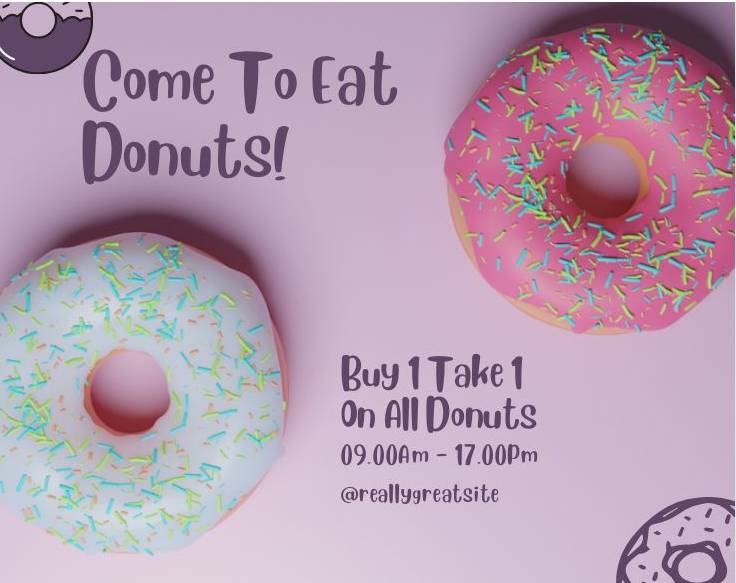 Come To Eat
Donuts!
Buy 1 Take 1
On All Donuts
09.00Am - 17.00Pm
@reallygreatsite